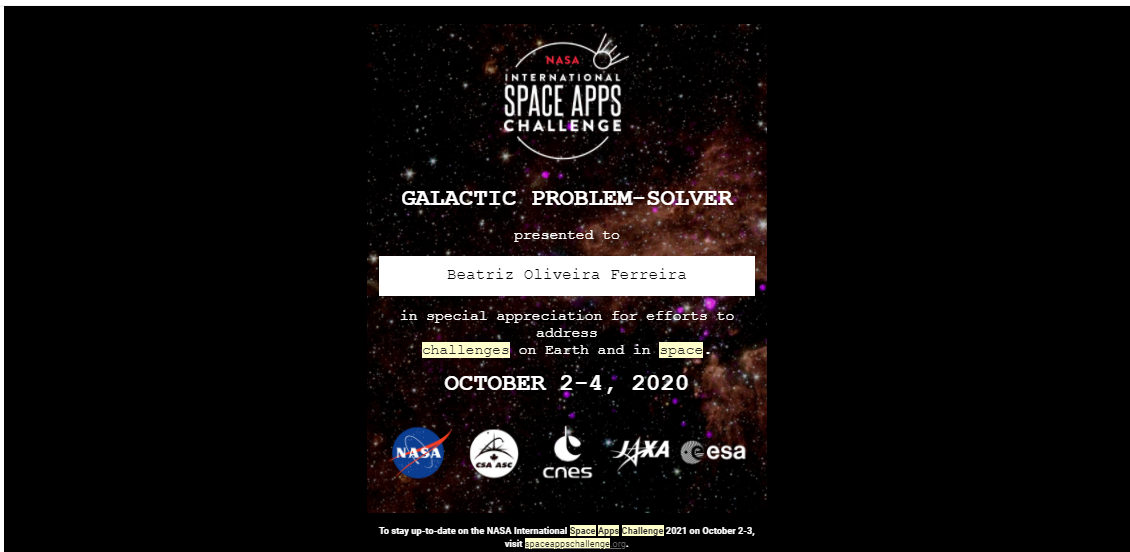 NASA
INTERNATIONAL
SPACE APPS
CHALLENGE
GALACTIC PROBLEM-SOLVER
presented to
Beatriz Oliveira Ferreira
in special appreciation for efforts to
address
challenges on Earth and in space.
OCTOBER 2-4, 2020
NASA
CSA ASC
cnes
JAXA
esa
To stay up-to-date on the NASA International Space Apps Challenge 2021 on October 2-3,
visit spaceappschallenge.org.